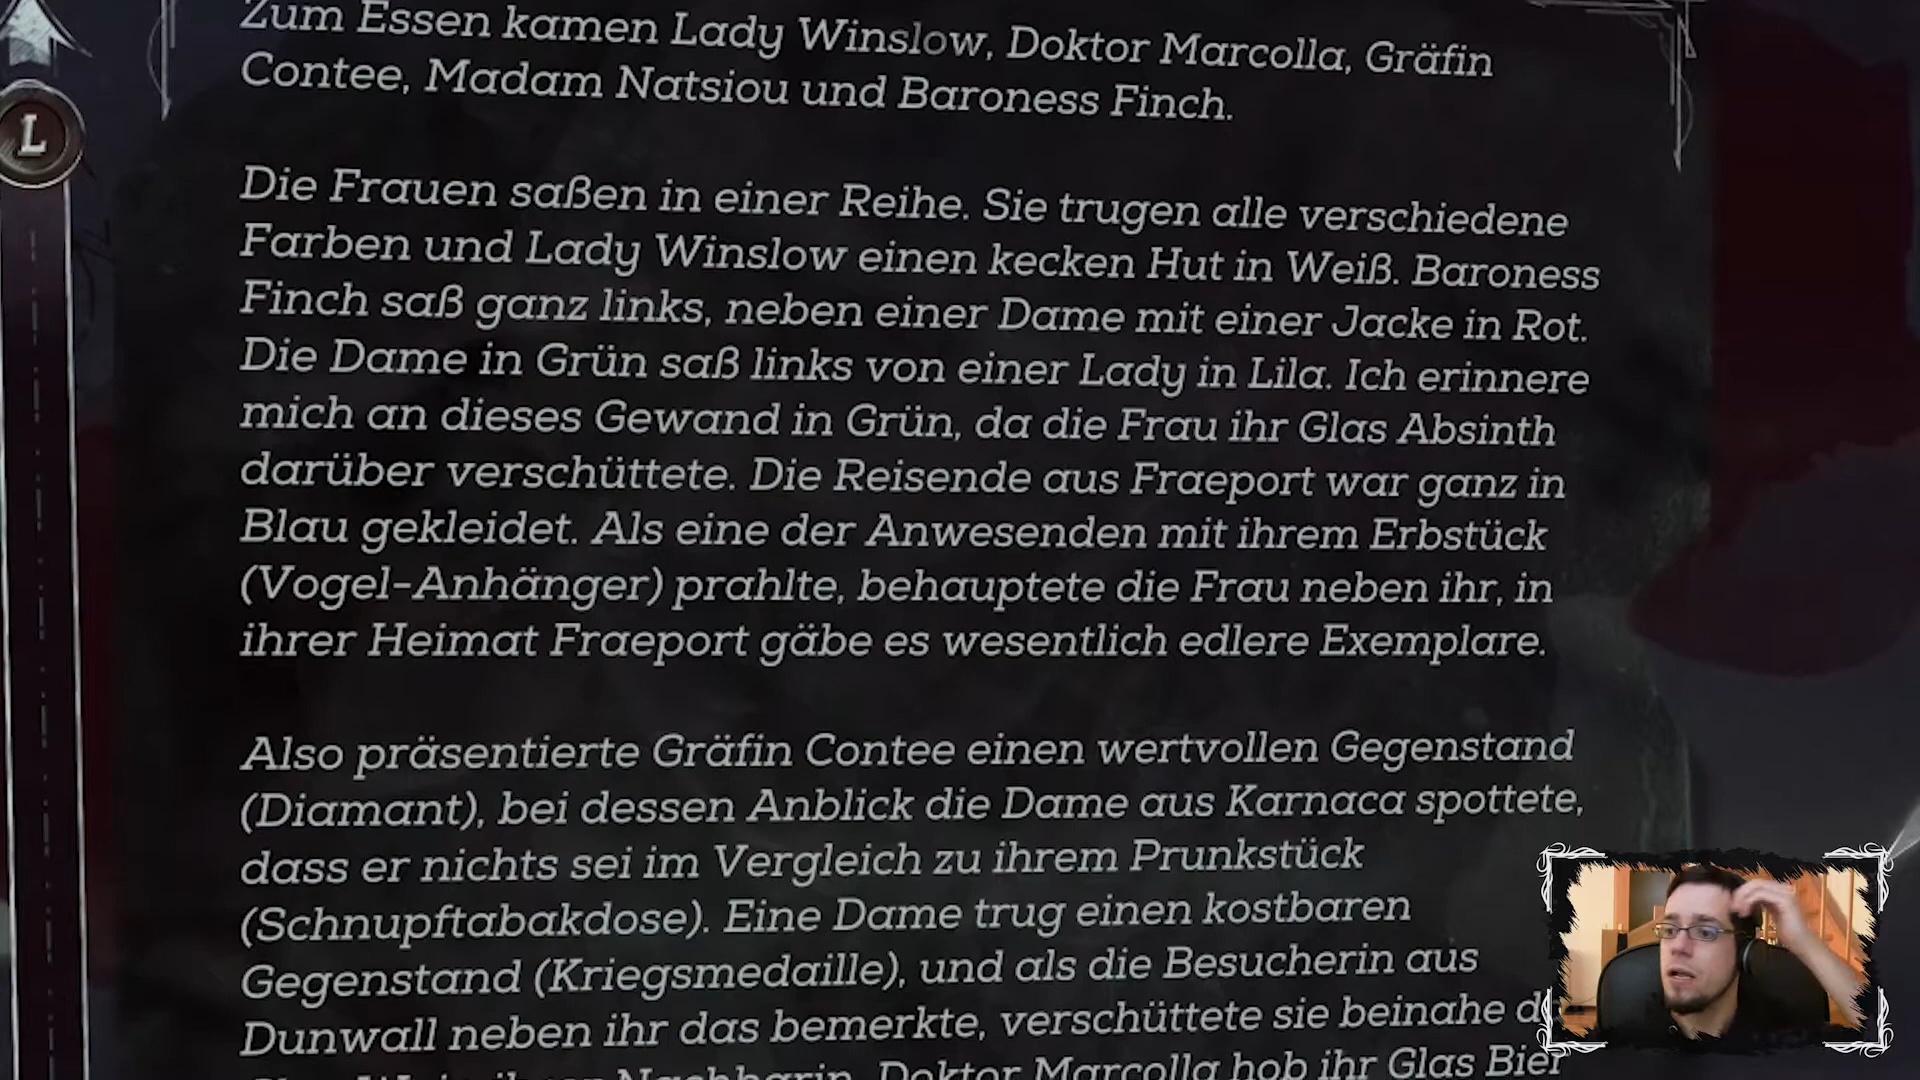 Zum Essen kamen Lady Winslow, Doktor Marcolla, Gräfin
Contee, Madam Natsiou und Baroness Finch.
Die Frauen saßen in einer Reihe. Sie trugen alle verschiedene
Farben und Lady Winslow einen kecken Hut in Weiß. Baroness
Finch saß ganz links, neben einer Dame mit einer Jacke in Rot.
Die Dame in Grün saß links von einer Lady in Lila. Ich erinnere
mich an dieses Gewand in Grün, da die Frau ihr Glas Absinth
darüber verschüttete. Die Reisende aus Fraeport war ganz in
Blau gekleidet. Als eine der Anwesenden mit ihrem Erbstück
(Vogel-Anhänger) prahlte, behauptete die Frau neben ihr, in
ihrer Heimat Fraeport gäbe es wesentlich edlere Exemplare.
Also präsentierte Gräfin Contee einen wertvollen Gegenstand
(Diamant), bei dessen Anblick die Dame aus Karnaca spottete,
dass er nichts sei im Vergleich zu ihrem Prunkstück
(Schnupftabakdose). Eine Dame trug einen kostbaren
Gegenstand (Kriegsmedaille), und als die Besucherin aus
Dunwall neben ihr das bemerkte, verschüttete sie beinahe
Nachbarin. Doktor Marcolla hob ihr Glas Bier
L